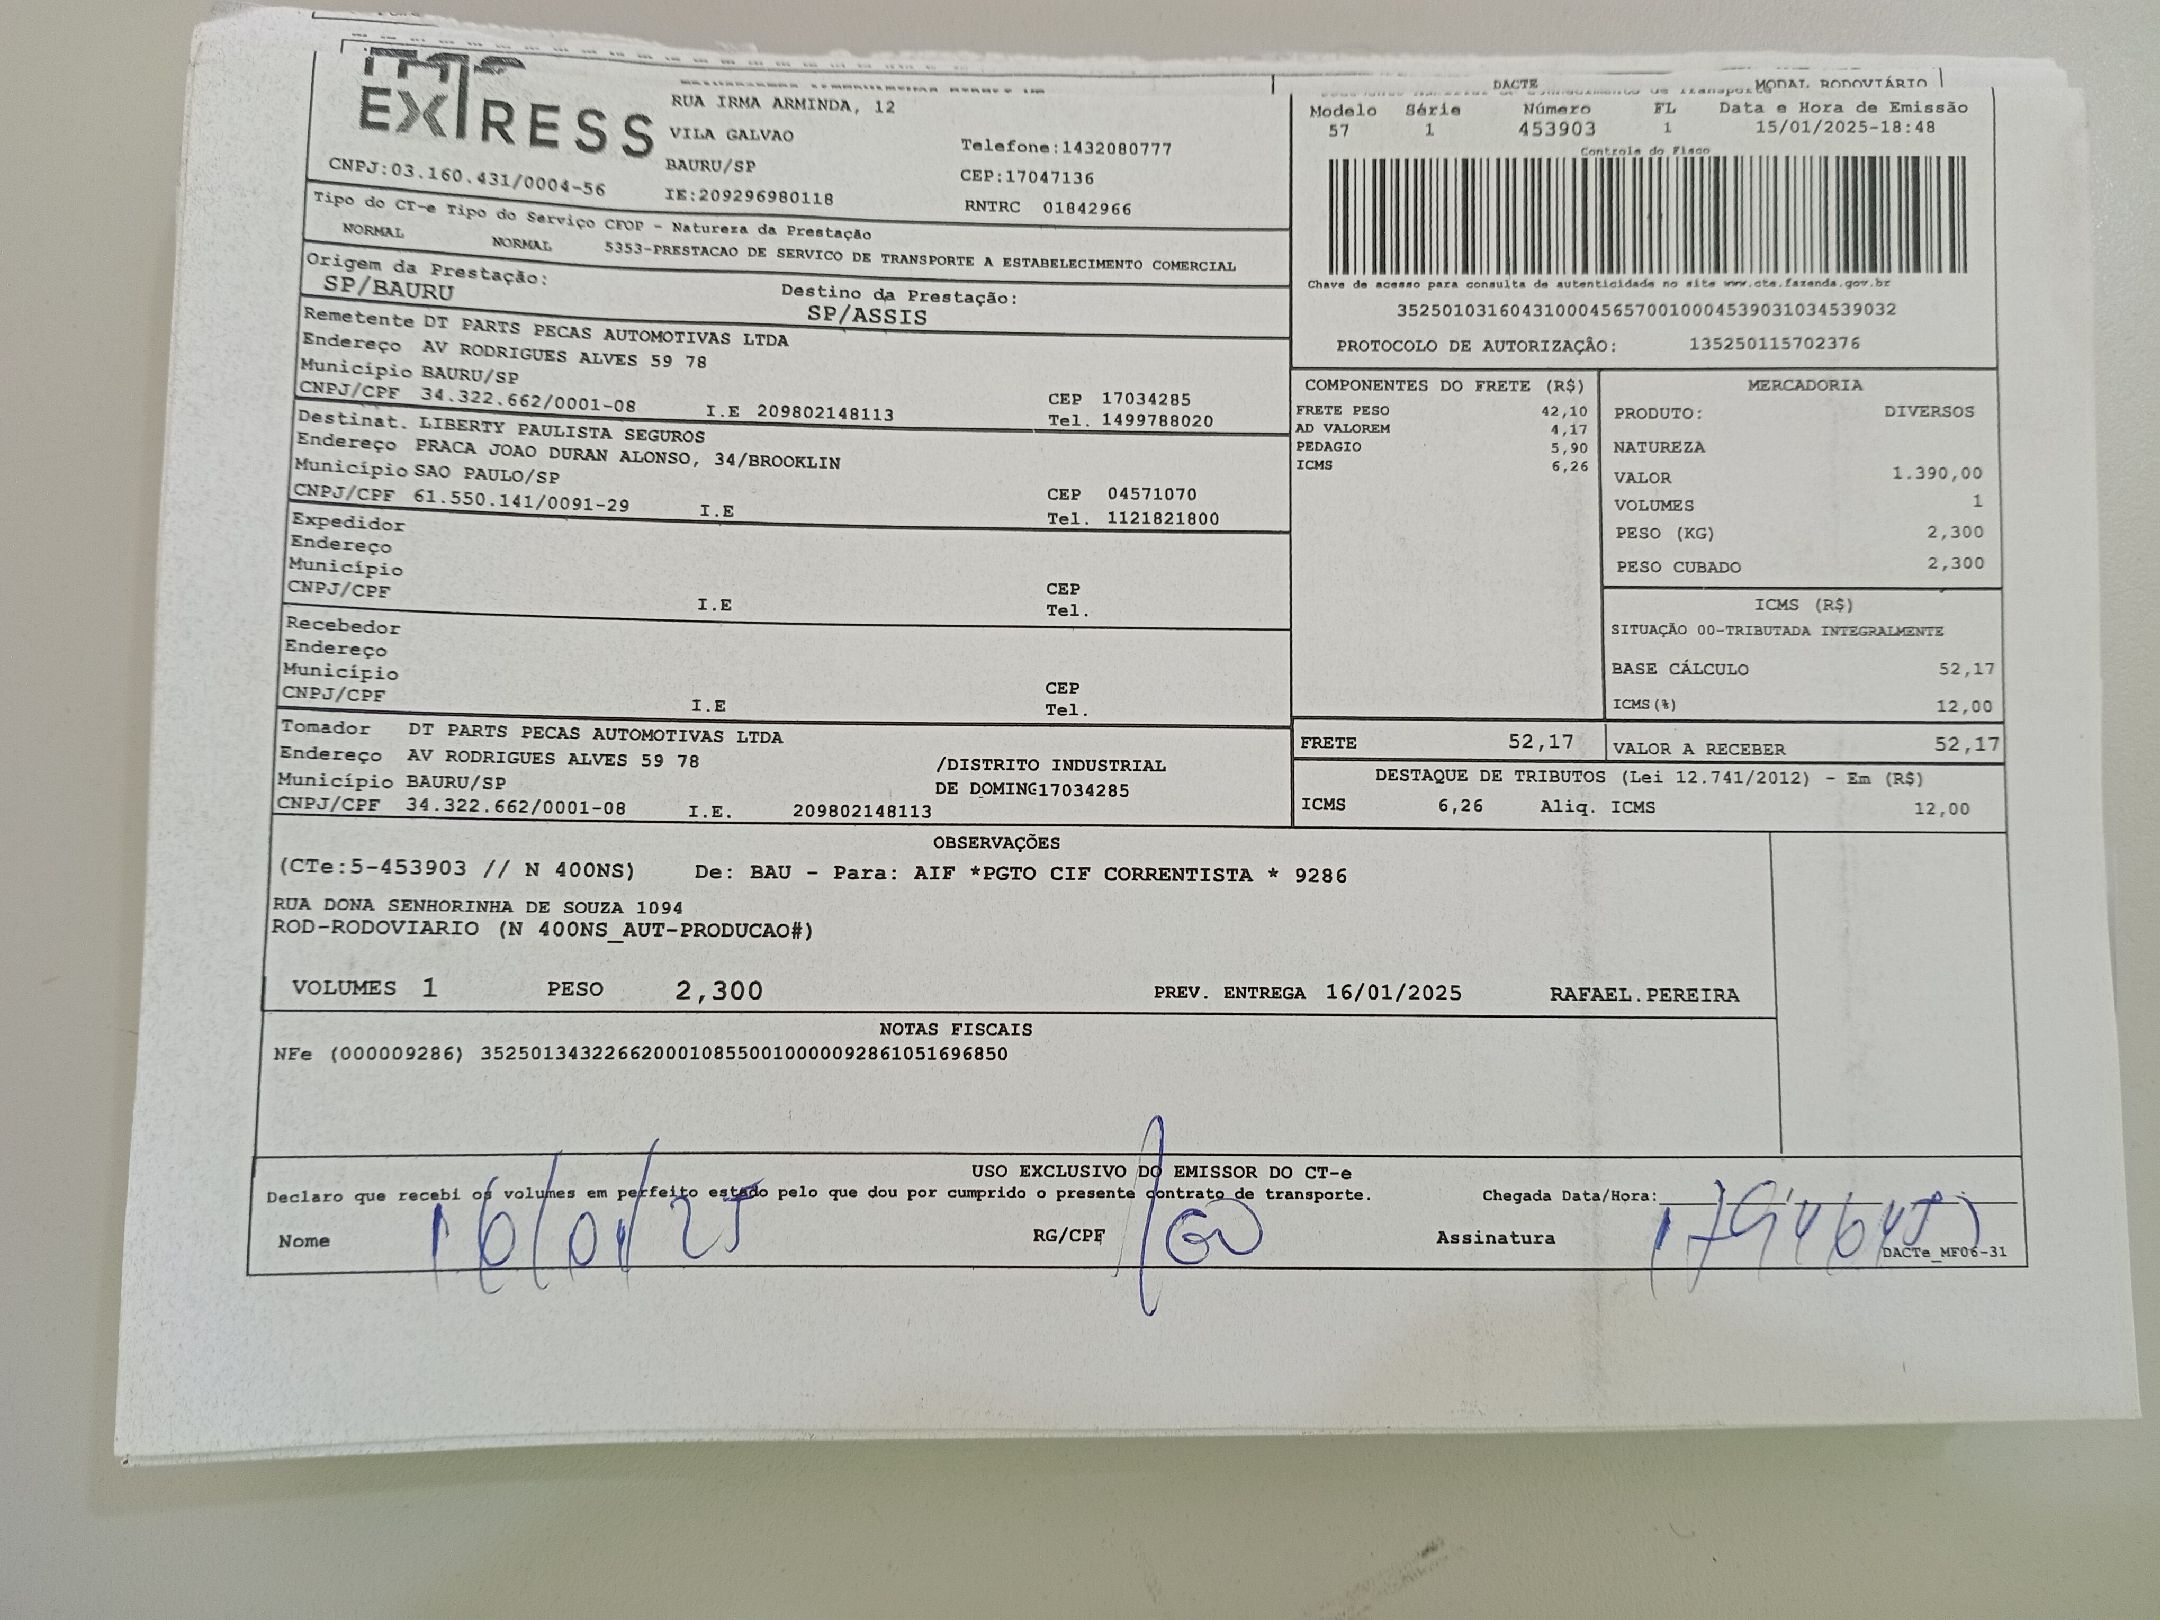 EXPRESS
CNPJ:03.160.431/0004-56
RUA IRMA ARMINDA, 12
VILA GALVAO
BAURU/SP
IE:209296980118
Telefone:1432080777
CEP:17047136
RNTRC 01842966
DACTE
MODAL RODOVIÁRIO
Modelo Série Número FL Data e Hora de Emissão
57 1 453903 1 15/01/2025-18:48
Controle do Fisco
Chave de acesso para consulta de autenticidade no site www.cte.fazenda.gov.br
35250103160431000456570010004539031034539032
PROTOCOLO DE AUTORIZAÇÃO: 135250115702376
Tipo do CT-e Tipo do Serviço CFOP - Natureza da Prestação
NORMAL NORMAL 5353-PRESTACAO DE SERVICO DE TRANSPORTE A ESTABELECIMENTO COMERCIAL
Origem da Prestação: Destino da Prestação:
SP/BAURU SP/ASSIS
Remetente DT PARTS PECAS AUTOMOTIVAS LTDA
Endereço AV RODRIGUES ALVES 59 78
Município BAURU/SP CEP 17034285
CNPJ/CPF 34.322.662/0001-08 I.E 209802148113 Tel. 1499788020
Destinat. LIBERTY PAULISTA SEGUROS
Endereço PRACA JOAO DURAN ALONSO, 34/BROOKLIN
Município SAO PAULO/SP CEP 04571070
CNPJ/CPF 61.550.141/0091-29 I.E Tel. 1121821800
Expedidor
Endereço
Município CEP
CNPJ/CPF I.E Tel.
Recebedor
Endereço
Município CEP
CNPJ/CPF I.E Tel.
Tomador DT PARTS PECAS AUTOMOTIVAS LTDA
Endereço AV RODRIGUES ALVES 59 78 /DISTRITO INDUSTRIAL
Município BAURU/SP DE DOMING17034285
CNPJ/CPF 34.322.662/0001-08 I.E. 209802148113
COMPONENTES DO FRETE (R$)
FRETE PESO 42,10
AD VALOREM 4,17
PEDAGIO 5,90
ICMS 6,26
MERCADORIA
PRODUTO: DIVERSOS
NATUREZA
VALOR 1.390,00
VOLUMES 1
PESO (KG) 2,300
PESO CUBADO 2,300
ICMS (R$)
SITUAÇÃO 00-TRIBUTADA INTEGRALMENTE
BASE CÁLCULO 52,17
ICMS(%) 12,00
FRETE 52,17 VALOR A RECEBER 52,17
DESTAQUE DE TRIBUTOS (Lei 12.741/2012) - Em (R$)
ICMS 6,26 Aliq. ICMS 12,00
OBSERVAÇÕES
(CTe:5-453903 // N 400NS) De: BAU - Para: AIF *PGTO CIF CORRENTISTA * 9286
RUA DONA SENHORINHA DE SOUZA 1094
ROD-RODOVIARIO (N 400NS_AUT-PRODUCAO#)
VOLUMES 1 PESO 2,300 PREV. ENTREGA 16/01/2025 RAFAEL.PEREIRA
NOTAS FISCAIS
NFe (000009286) 35250134322662000108550010000092861051696850
USO EXCLUSIVO DO EMISSOR DO CT-e
Declaro que recebi os volumes em perfeito estado pelo que dou por cumprido o presente contrato de transporte. Chegada Data/Hora:
Nome 16/01/25 RG/CPF Assinatura
DACTe_MF06-31